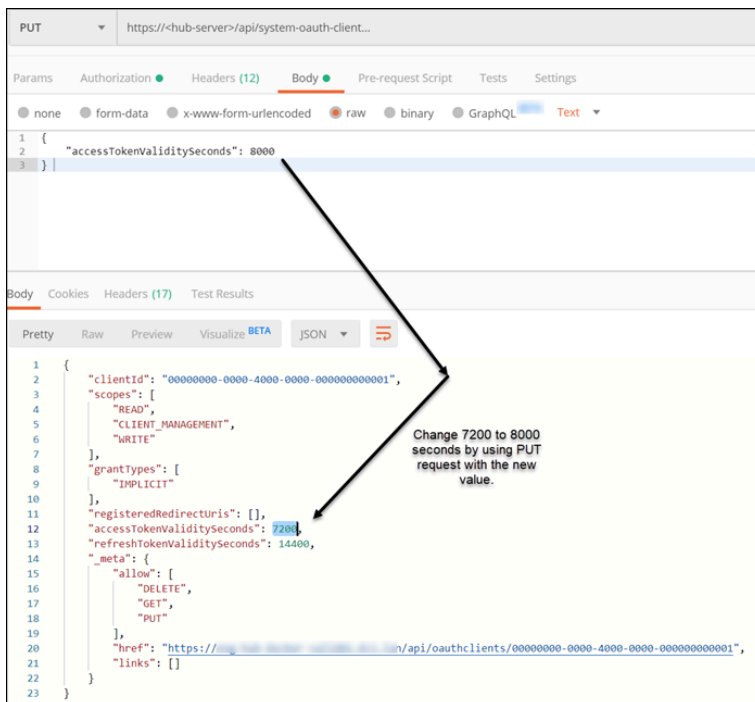 PUT https://<hub-server>/api/system-oauth-client...
Params Authorization Headers (12) Body Pre-request Script Tests Settings
none form-data x-www-form-urlencoded raw binary GraphQL Text
1 {
2 "accessTokenValiditySeconds": 8000
3 }
Body Cookies Headers (17) Test Results
Pretty Raw Preview Visualize BETA JSON
1 {
2 "clientId": "00000000-0000-4000-0000-000000000001",
3 "scopes": [
4 "READ",
5 "CLIENT_MANAGEMENT",
6 "WRITE"
7 ],
8 "grantTypes": [
9 "IMPLICIT"
10 ],
11 "registeredRedirectUris": [],
12 "accessTokenValiditySeconds": 7200,
13 "refreshTokenValiditySeconds": 14400,
14 "_meta": {
15 "allow": [
16 "DELETE",
17 "GET",
18 "PUT"
19 ],
20 "href": "https:// n/api/oauthclients/00000000-0000-4000-0000-000000000001",
21 "links": []
22 }
23 }
Change 7200 to 8000
seconds by using PUT
request with the new
value.